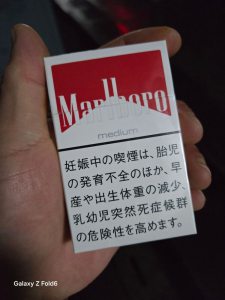 Marlboro
medium
妊娠中の喫煙は、胎児
の発育不全のほか、早
産や出生体重の減少、
乳幼児突然死症候群
の危険性を高めます。
Galaxy Z Fold6